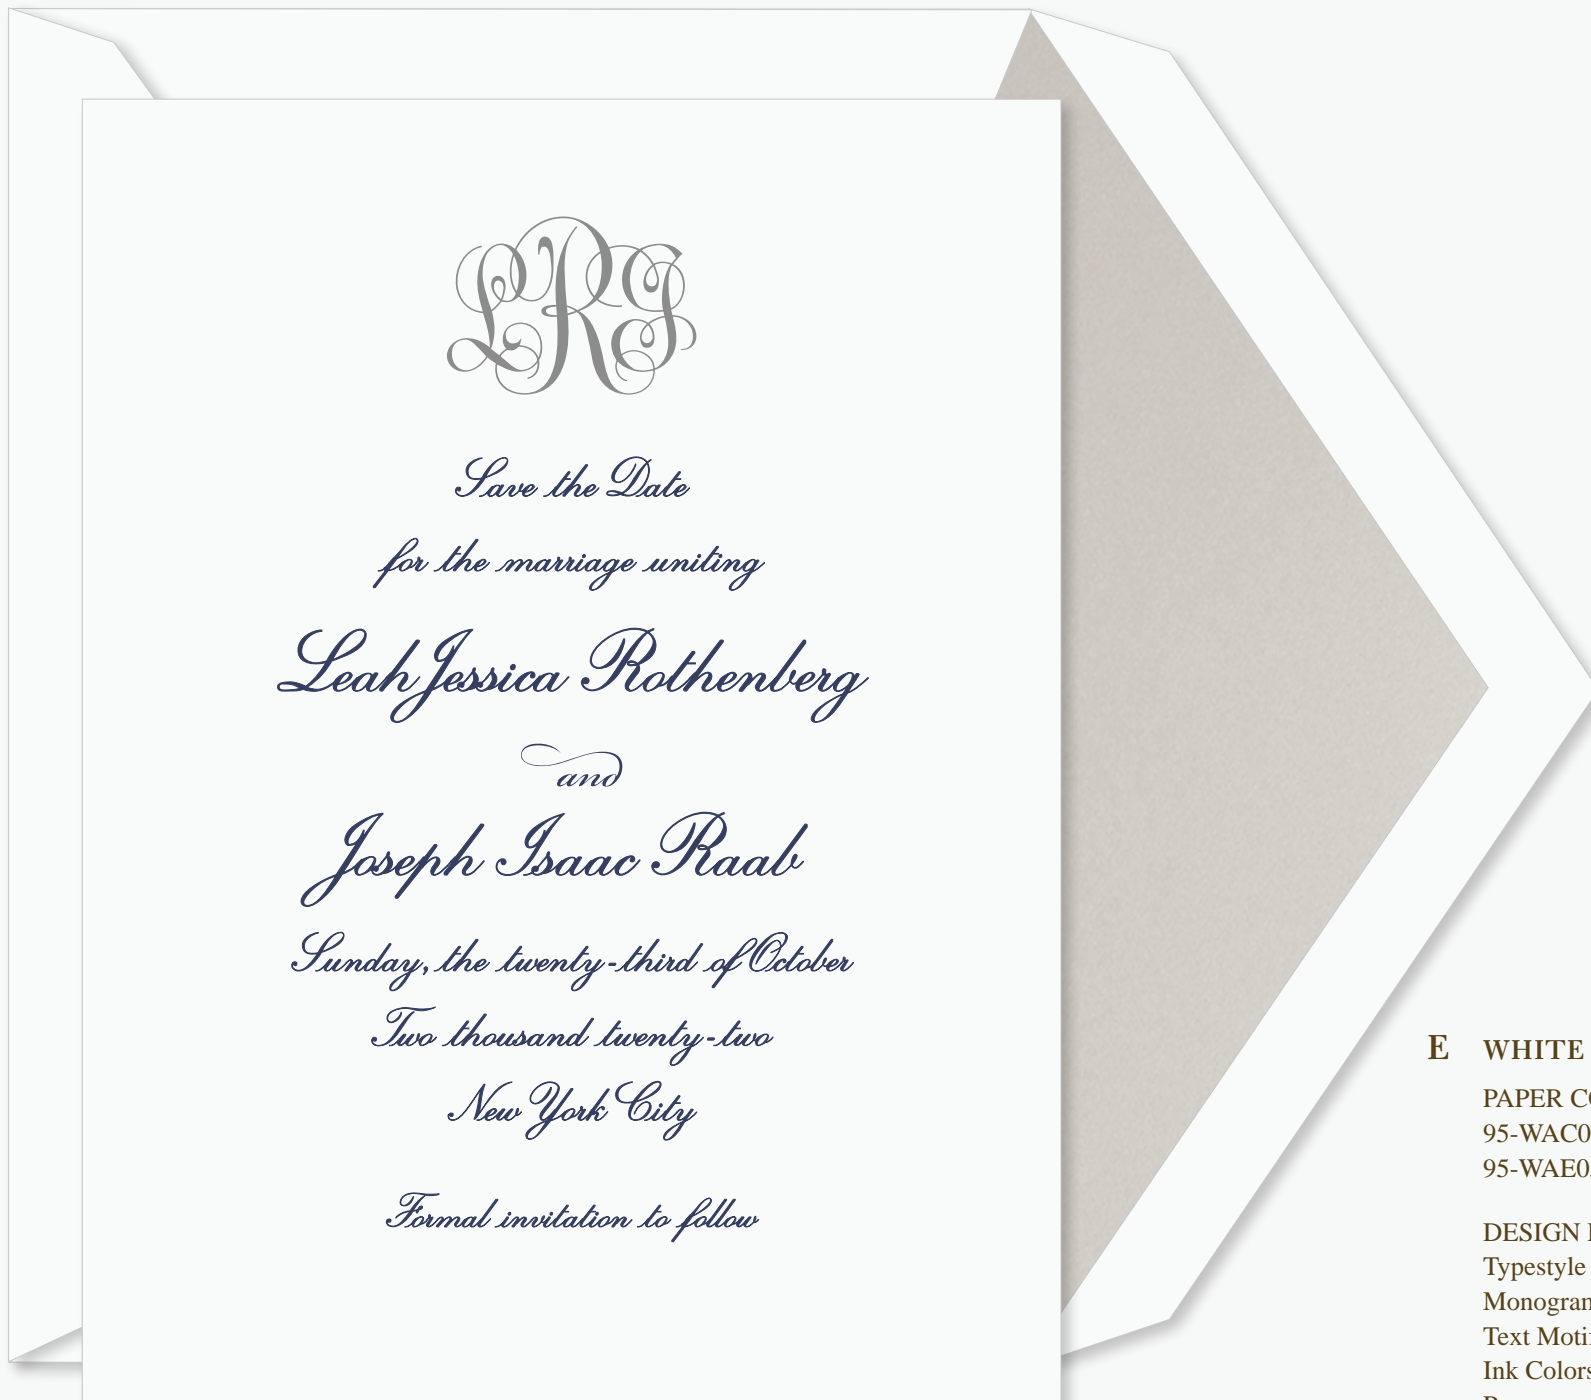 LRJ
Save the Date
for the marriage uniting
Leah Jessica Rothenberg
and
Joseph Isaac Raab
Sunday, the twenty-third of October
Two thousand twenty-two
New York City
Formal invitation to follow
E WHITE
PAPER
95-WAC0
95-WAE0
DESIGN
Typestyle
Text
Ink Colors